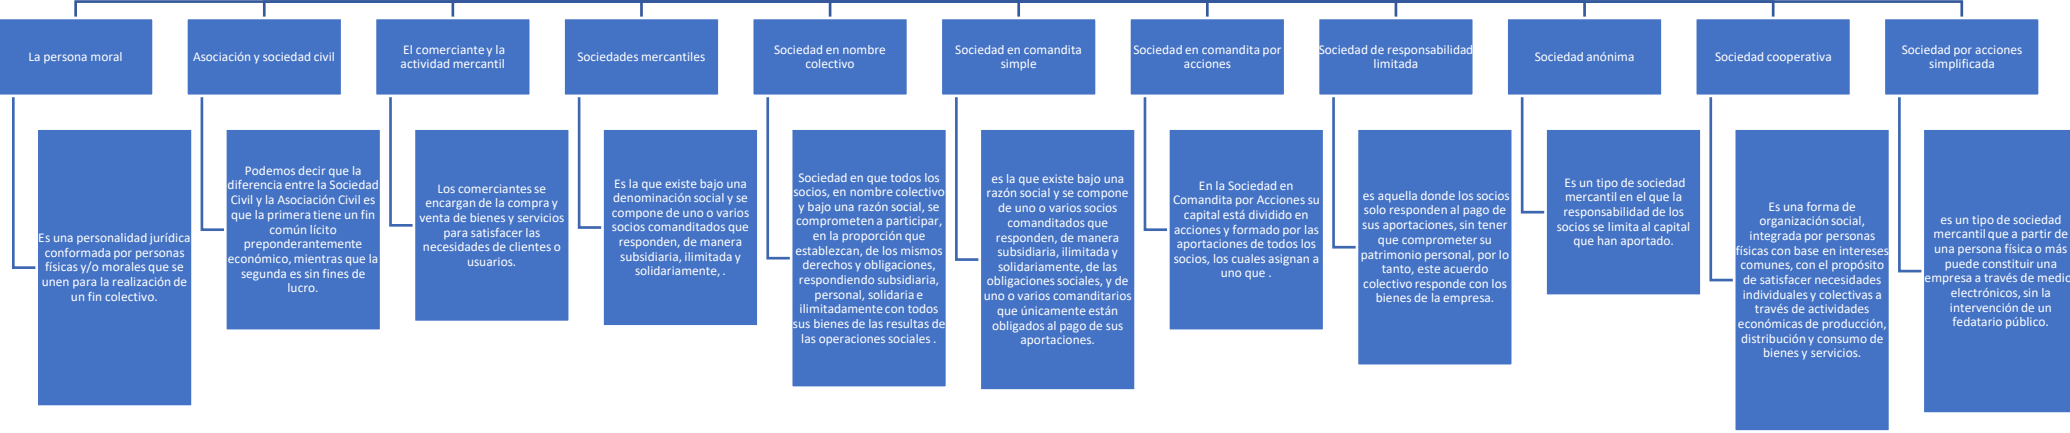 La persona moral
Asociación y sociedad civil
El comerciante y la
actividad mercantil
Sociedades mercantiles
Sociedad en nombre
colectivo
Sociedad en comandita
simple
Sociedad en comandita por
acciones
Sociedad de responsabilidad
limitada
Sociedad anónima
Sociedad cooperativa
Sociedad por acciones
simplificada
Es una personalidad jurídica
conformada por personas
físicas y/o morales que se
unen para la realización de
un fin colectivo.
Podemos decir que la
diferencia entre la Sociedad
Civil y la Asociación Civil es
que la primera tiene un fin
común lícito
preponderantemente
económico, mientras que la
segunda es sin fines de
lucro.
Los comerciantes se
encargan de la compra y
venta de bienes y servicios
para satisfacer las
necesidades de clientes o
usuarios.
Es la que existe bajo una
denominación social y se
compone de uno o varios
socios comanditados que
responden, de manera
subsidiaria, ilimitada y
solidariamente, .
Sociedad en que todos los
socios, en nombre colectivo
y bajo una razón social, se
comprometen a participar,
en la proporción que
establezcan, de los mismos
derechos y obligaciones,
respondiendo subsidiaria,
personal, solidaria e
ilimitadamente con todos
sus bienes de las resultas de
las operaciones sociales .
es la que existe bajo una
razón social y se compone
de uno o varios socios
comanditados que
responden, de manera
subsidiaria, ilimitada y
solidariamente, de las
obligaciones sociales, y de
uno o varios comanditarios
que únicamente están
obligados al pago de sus
aportaciones.
En la Sociedad en
Comandita por Acciones su
capital está dividido en
acciones y formado por las
aportaciones de todos los
socios, los cuales asignan a
uno que .
es aquella donde los socios
solo responden al pago de
sus aportaciones, sin tener
que comprometer su
patrimonio personal, por lo
tanto, este acuerdo
colectivo responde con los
bienes de la empresa.
Es un tipo de sociedad
mercantil en el que la
responsabilidad de los
socios se limita al capital
que han aportado.
Es una forma de
organización social,
integrada por personas
físicas con base en intereses
comunes, con el propósito
de satisfacer necesidades
individuales y colectivas a
través de actividades
económicas de producción,
distribución y consumo de
bienes y servicios.
es un tipo de sociedad
mercantil que a partir de
una persona física o más
puede constituir una
empresa a través de medio
electrónicos, sin la
intervención de un
fedatario público.